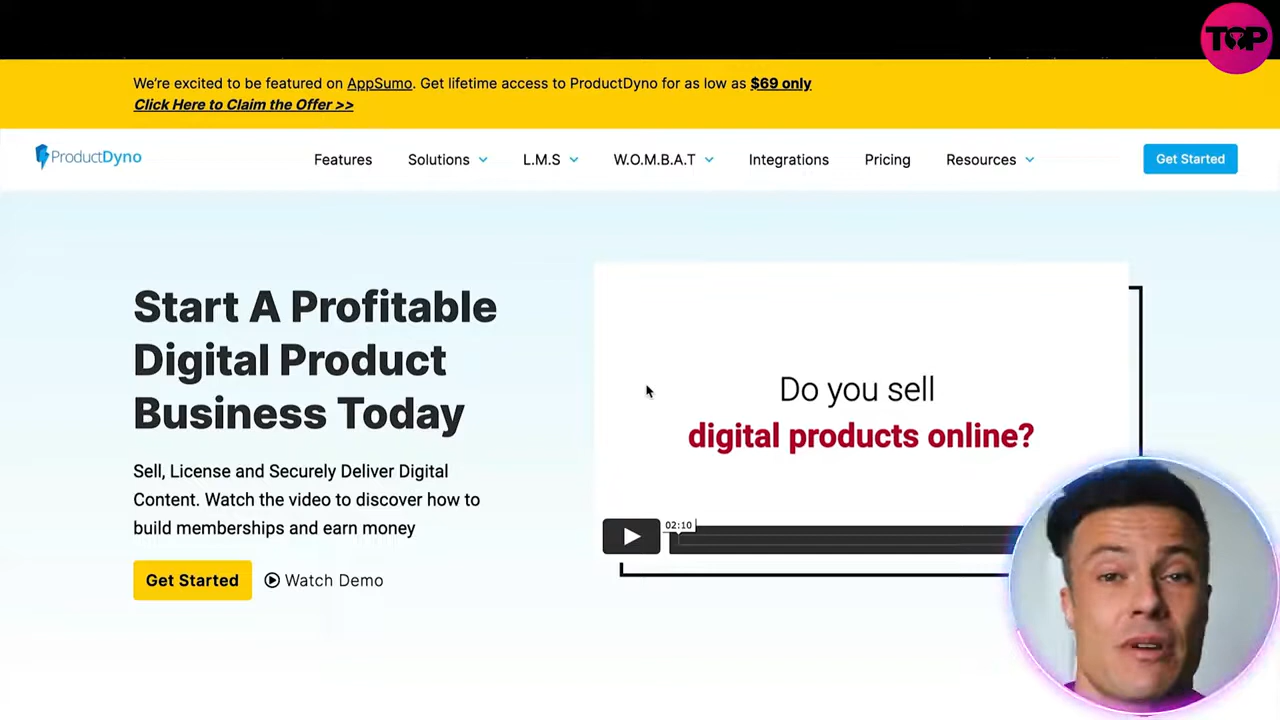 TOP
We're excited to be featured on AppSumo. Get lifetime access to ProductDyno for as low as $69 only
Click Here to Claim the Offer >>
ProductDyno
Features
Solutions
L.M.S
W.O.M.B.A.T
Integrations
Pricing
Resources
Get Started
Start A Profitable
Digital Product
Business Today
Sell, License and Securely Deliver Digital
Content. Watch the video to discover how to
build memberships and earn money
Get Started
Watch Demo
Do you sell
digital products online?
02:10